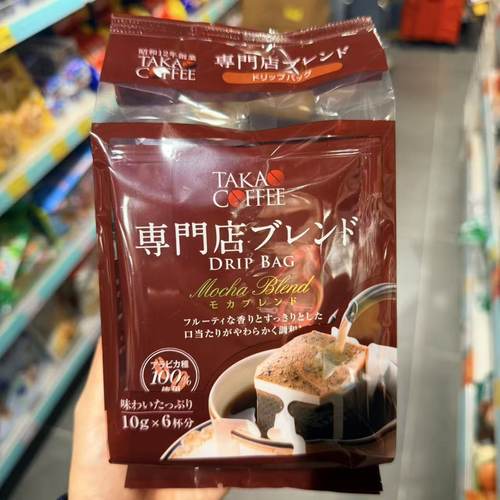 昭和12年創業
TAKA
COFFEE
専門店ブレンド
ドリップバッグ
TAKAO
COFFEE
専門店ブレンド
DRIP BAG
Mocha Blend
モカブレンド
フルーティな香りとすっきりとした
口当たりがやわらかく調和
アラビカ種
100%
使用
味わいたっぷり
10g×6杯分